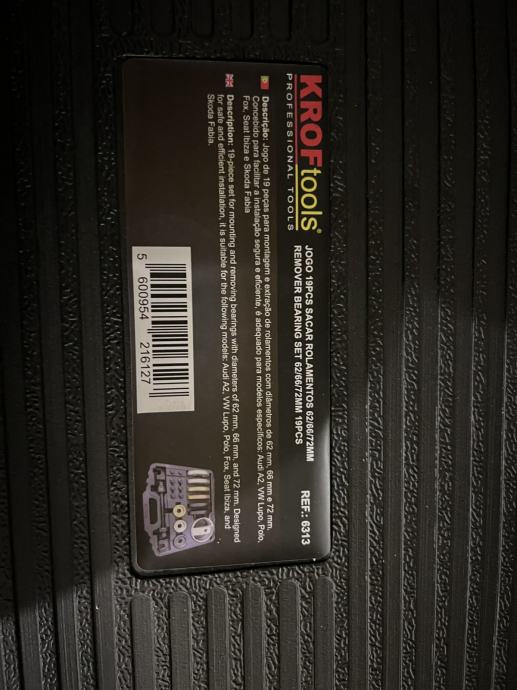 KROFtools®
PROFESSIONAL TOOLS
JOGO 19PCS SACAR ROLAMENTOS 62/66/72MM
REMOVER BEARING SET 62/66/72MM 19PCS
REF.: 6313
Descrição: Jogo de 19 peças para montagem e extração de rolamentos com diâmetros de 62 mm, 66 mm e 72 mm.
Concebido para facilitar a instalação segura e eficiente, é adequado para modelos específicos: Audi A2, VW Lupo, Polo,
Fox, Seat Ibiza e Skoda Fabia
Description: 19-piece set for mounting and removing bearings with diameters of 62 mm, 66 mm, and 72 mm. Designed
for safe and efficient installation, it is suitable for the following models: Audi A2, VW Lupo, Polo, Fox, Seat Ibiza, and
Skoda Fabia.
5 600954 216127